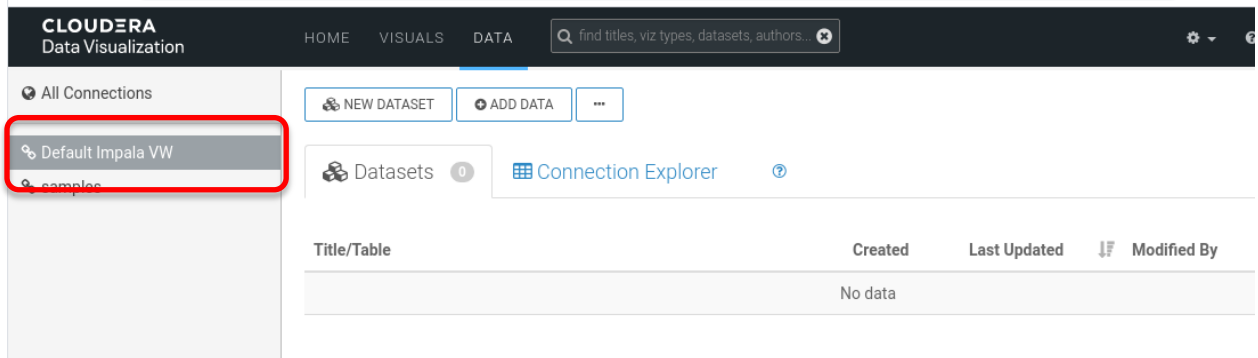 CLOUDERA
Data Visualization
HOME VISUALS DATA find titles, viz types, datasets, authors...
All Connections
Default Impala VW
samples
NEW DATASET ADD DATA ...
Datasets 0 Connection Explorer ?
Title/Table Created Last Updated Modified By
No data